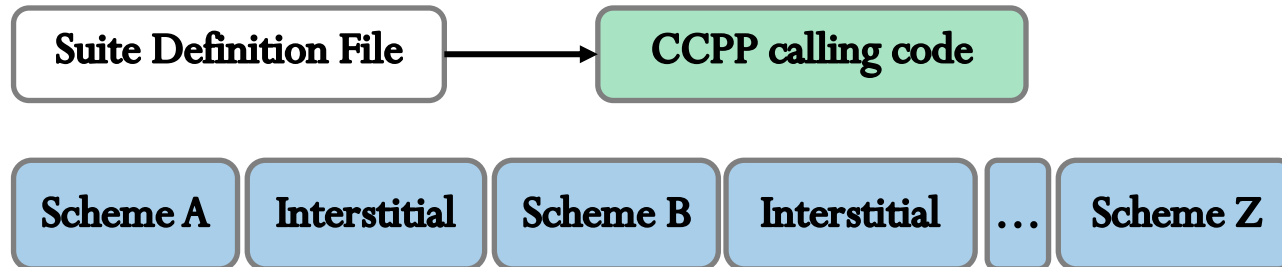 Suite Definition File CCPP calling code
Scheme A Interstitial Scheme B Interstitial ... Scheme Z